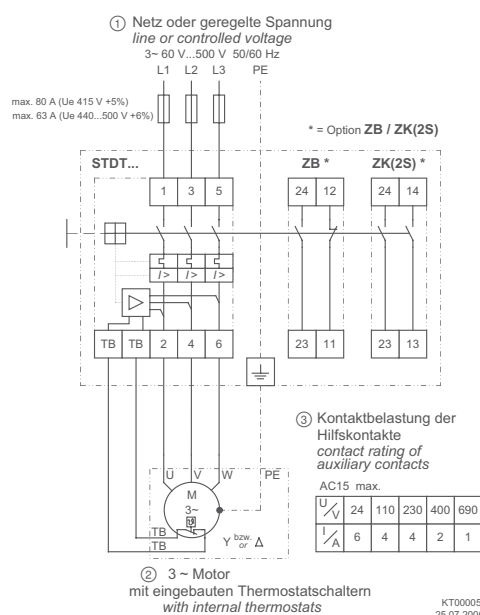 ① Netz oder geregelte Spannung
line or controlled voltage
3~ 60 V...500 V 50/60 Hz
L1 L2 L3 PE
max. 80 A (Ue 415 V +5%)
max. 63 A (Ue 440...500 V +6%)
* = Option ZB / ZK(2S)
STDT... ZB * ZK(2S) *
1 3 5 24 12 24 14
I> I> I>
TB TB 2 4 6 23 11 23 13
③ Kontaktbelastung der
Hilfskontakte
contact rating of
auxiliary contacts
AC15 max.
U/V 24 110 230 400 690
I/A 6 4 4 2 1
U V W PE
M
3~
TB
TB
Y bzw. or Δ
② 3 ~ Motor
mit eingebauten Thermostatschaltern
with internal thermostats